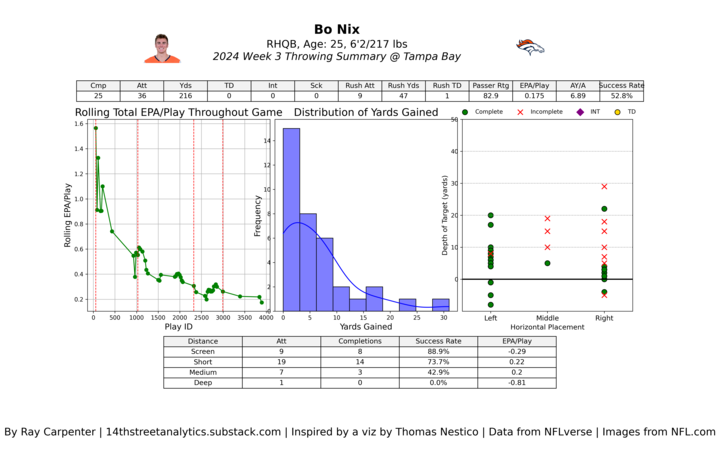 Bo Nix
RHQB, Age: 25, 6'2/217 lbs
2024 Week 3 Throwing Summary @ Tampa Bay
Cmp Att Yds TD Int Sck Rush Att Rush Yds Rush TD Passer Rtg EPA/Play AY/A Success Rate
25 36 216 0 0 0 9 47 1 82.9 0.175 6.89 52.8%
Rolling Total EPA/Play Throughout Game
Rolling EPA/Play
1.6
1.4
1.2
1.0
0.8
0.6
0.4
0.2
0 500 1000 1500 2000 2500 3000 3500 4000
Play ID
Distribution of Yards Gained
Frequency
14
12
10
8
6
4
2
0
0 5 10 15 20 25 30
Yards Gained
Complete Incomplete INT TD
Depth of Target (yards)
50
40
30
20
10
0
Left Middle Right
Horizontal Placement
Distance Att Completions Success Rate EPA/Play
Screen 9 8 88.9% -0.29
Short 19 14 73.7% 0.22
Medium 7 3 42.9% 0.2
Deep 1 0 0.0% -0.81
By Ray Carpenter | 14thstreetanalytics.substack.com | Inspired by a viz by Thomas Nestico | Data from NFLverse | Images from NFL.com